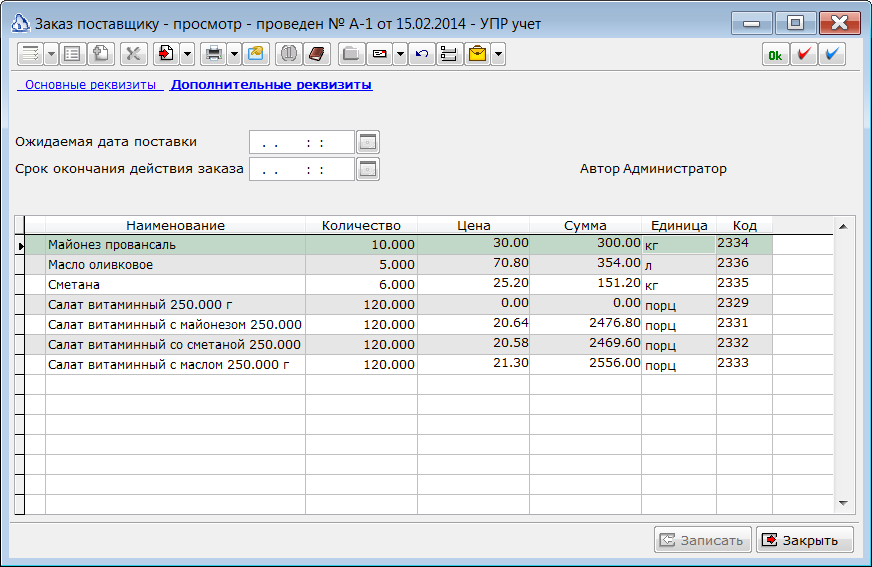 Заказ поставщику - просмотр - проведен № А-1 от 15.02.2014 - УПР учет
Ok
Основные реквизиты Дополнительные реквизиты
Ожидаемая дата поставки . . : :
Срок окончания действия заказа . . : : Автор Администратор
Наименование Количество Цена Сумма Единица Код
Майонез провансаль 10.000 30.00 300.00 кг 2334
Масло оливковое 5.000 70.80 354.00 л 2336
Сметана 6.000 25.20 151.20 кг 2335
Салат витаминный 250.000 г 120.000 0.00 0.00 порц 2329
Салат витаминный с майонезом 250.000 120.000 20.64 2476.80 порц 2331
Салат витаминный со сметаной 250.000 120.000 20.58 2469.60 порц 2332
Салат витаминный с маслом 250.000 г 120.000 21.30 2556.00 порц 2333
Записать Закрыть